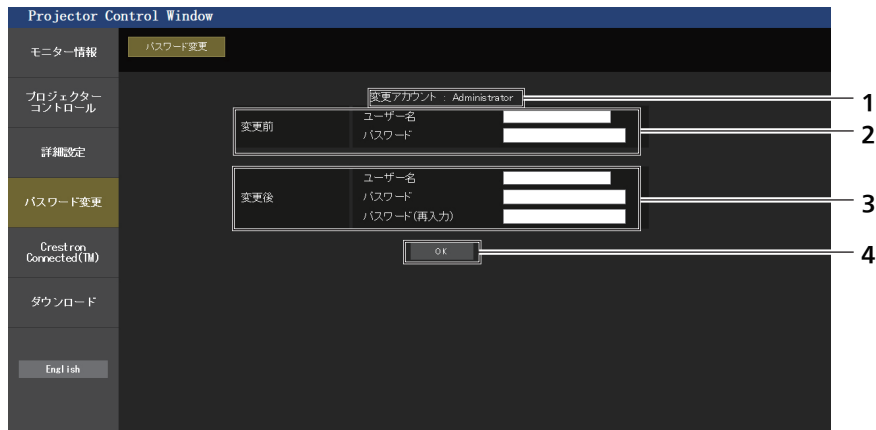 Projector Control Window
モニター情報
パスワード変更
プロジェクター
コントロール
変更アカウント : Administrator
1
変更前
ユーザー名
パスワード
2
詳細設定
変更後
ユーザー名
パスワード
パスワード(再入力)
3
パスワード変更
OK
4
Crestron
Connected(TM)
ダウンロード
English